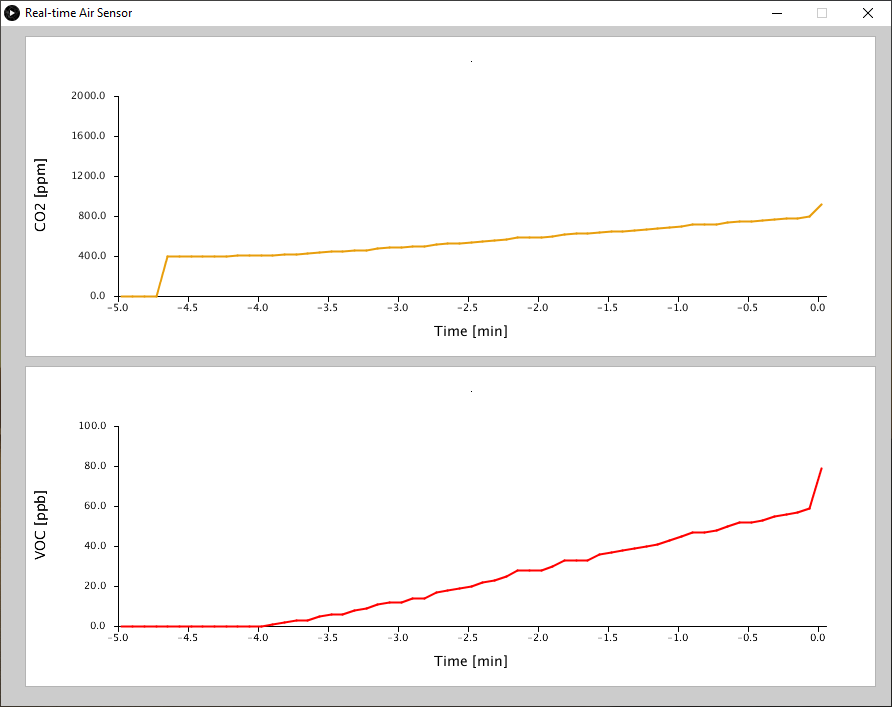 Real-time Air Sensor
.
CO2 [ppm]
2000.0
1600.0
1200.0
800.0
400.0
0.0
−5.0 −4.5 −4.0 −3.5 −3.0 −2.5 −2.0 −1.5 −1.0 −0.5 0.0
Time [min]
.
VOC [ppb]
100.0
80.0
60.0
40.0
20.0
0.0
−5.0 −4.5 −4.0 −3.5 −3.0 −2.5 −2.0 −1.5 −1.0 −0.5 0.0
Time [min]